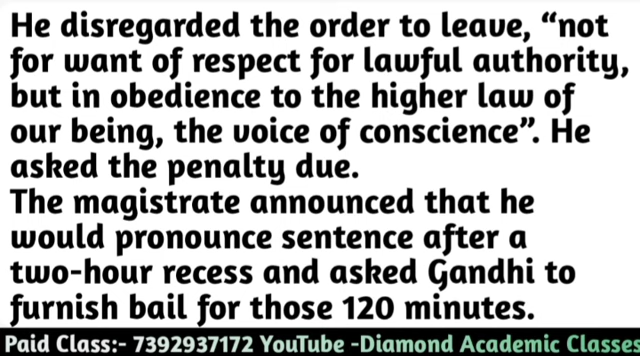 He disregarded the order to leave, “not
for want of respect for lawful authority,
but in obedience to the higher law of
our being, the voice of conscience”. He
asked the penalty due.
The magistrate announced that he
would pronounce sentence after a
two-hour recess and asked Gandhi to
furnish bail for those 120 minutes.
Paid Class:- 7392937172 YouTube -Diamond Academic Classes